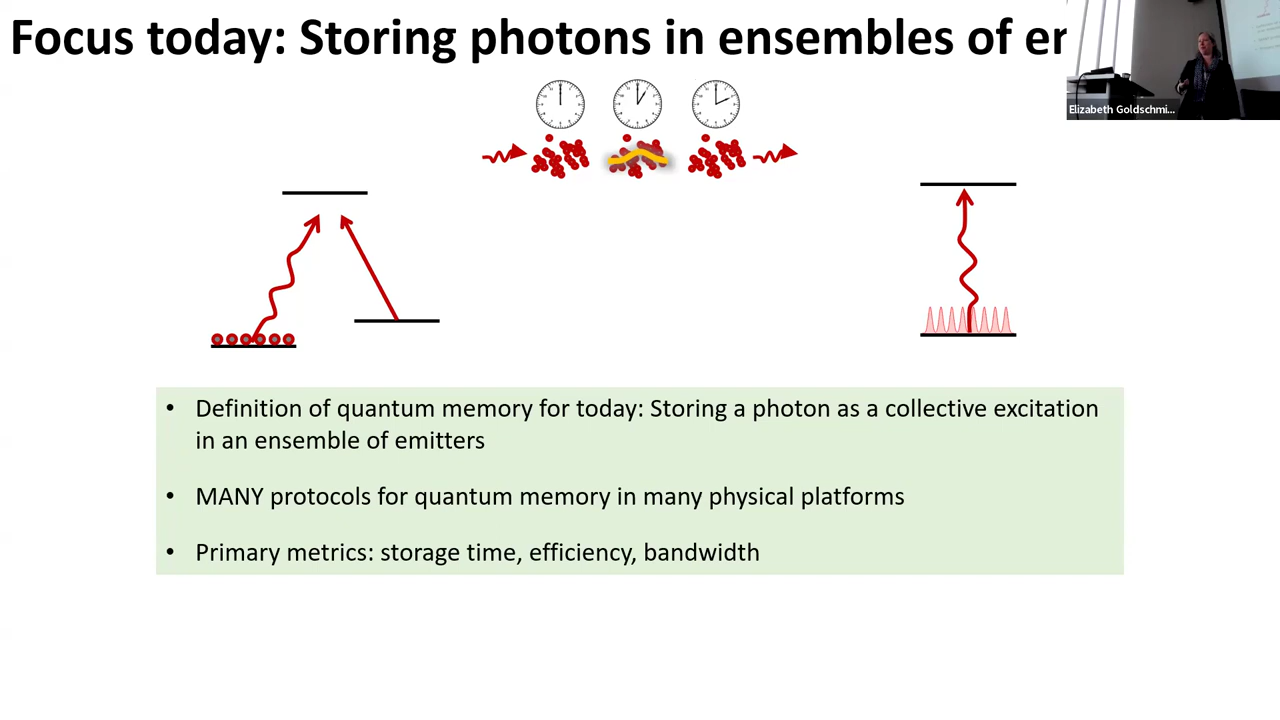 Focus today: Storing photons in ensembles of
Elizabeth Goldschmi...
• Definition of quantum memory for today: Storing a photon as a collective excitation
in an ensemble of emitters
• MANY protocols for quantum memory in many physical platforms
• Primary metrics: storage time, efficiency, bandwidth